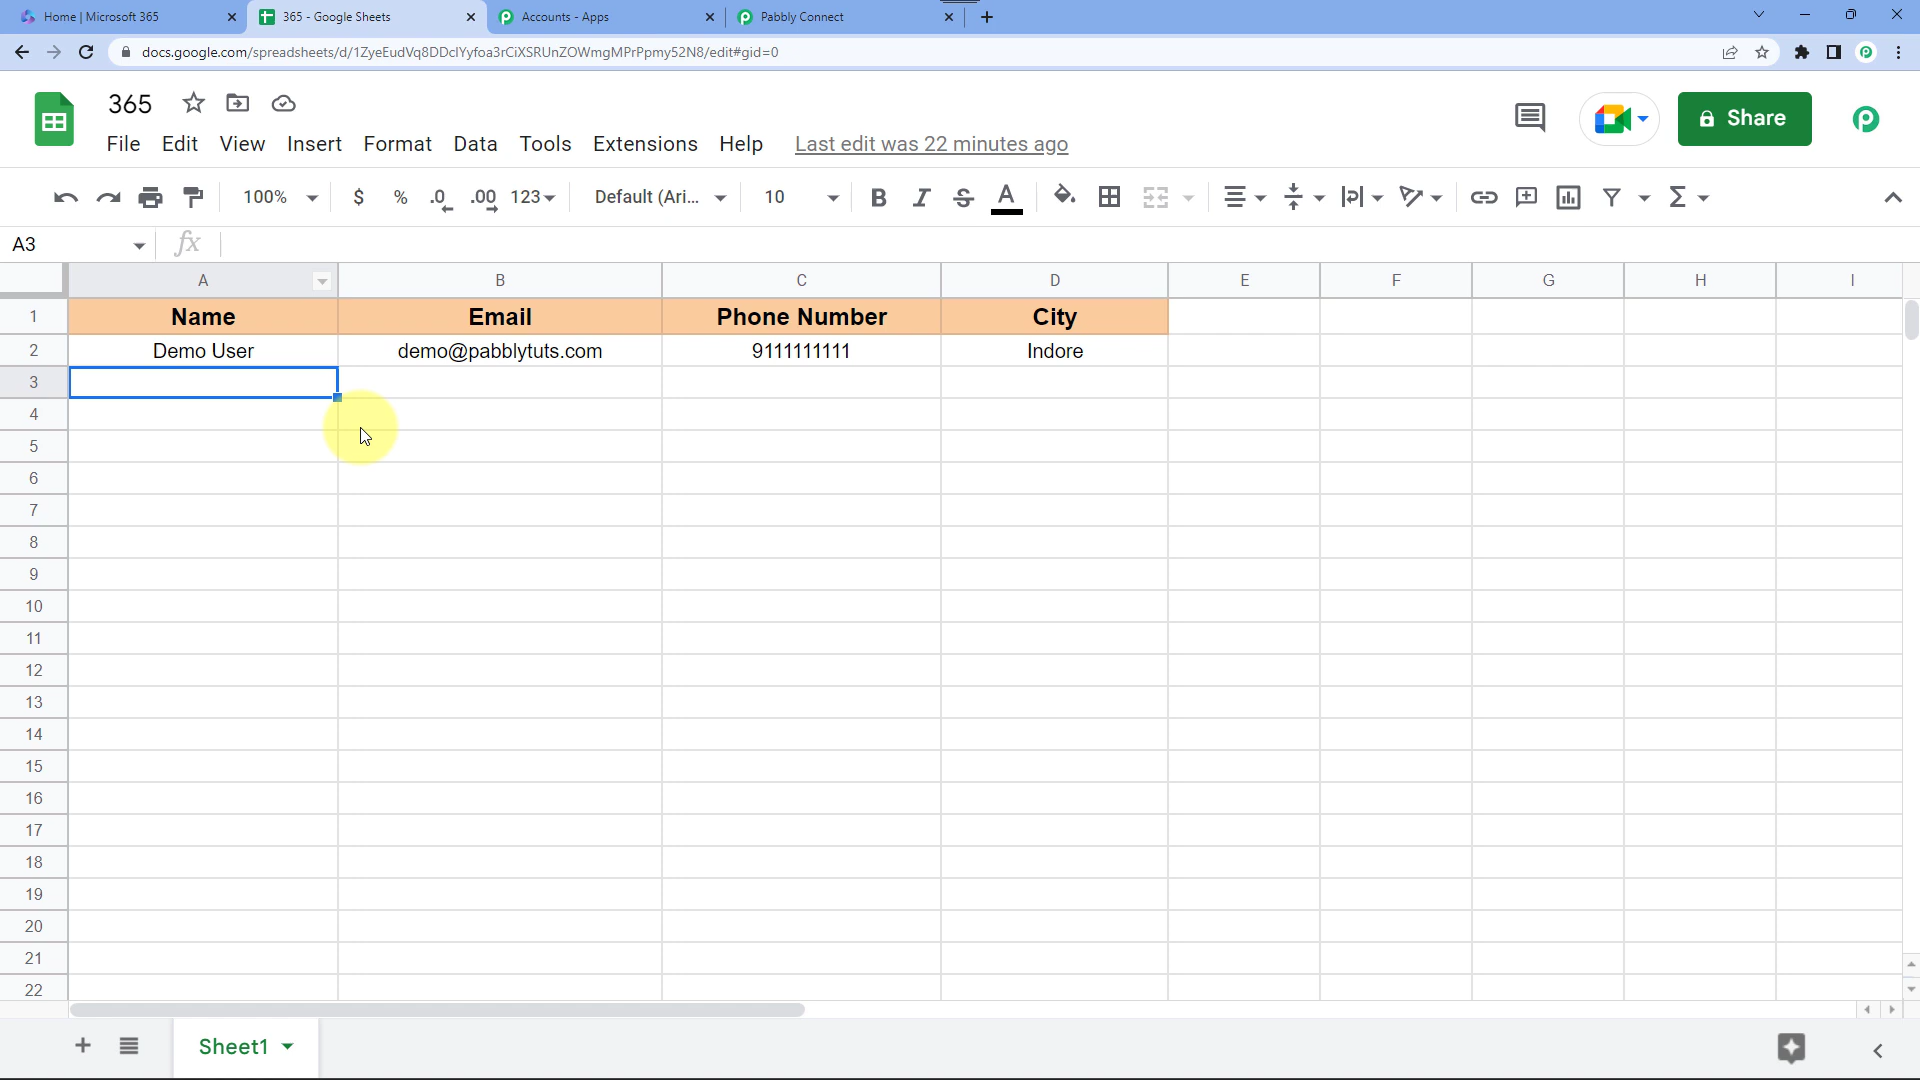 Home | Microsoft 365
365 - Google Sheets
Accounts - Apps
Pabbly Connect
docs.google.com/spreadsheets/d/1ZyeEudVq8DDclYyfoa3rCiXSRUnZOWmgMPrPpmy52N8/edit#gid=0
365
File Edit View Insert Format Data Tools Extensions Help Last edit was 22 minutes ago
Share
100% $ % .0 .00 123 Default (Ari... 10 B I S A
A3 fx
A B C D E F G H I
1 Name Email Phone Number City
2 Demo User demo@pabblytuts.com 9111111111 Indore
3
4
5
6
7
8
9
10
11
12
13
14
15
16
17
18
19
20
21
22
Sheet1